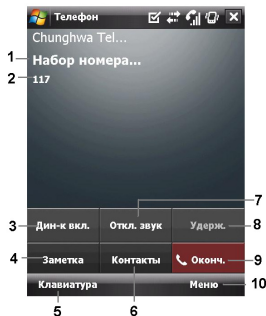 Телефон
Chunghwa Tel...
1 Набор номера...
2 117
7
3 Дин-к вкл. Откл. звук Удерж. 8
4 Заметка Контакты Оконч. 9
Клавиатура Меню 10
5 6